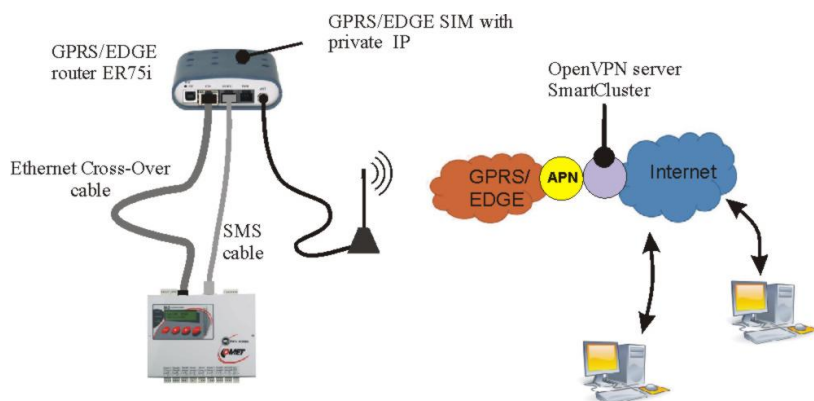 GPRS/EDGE SIM with
private IP
GPRS/EDGE
router ER75i
OpenVPN server
SmartCluster
Ethernet Cross-Over
cable
GPRS/
EDGE
APN
Internet
SMS
cable